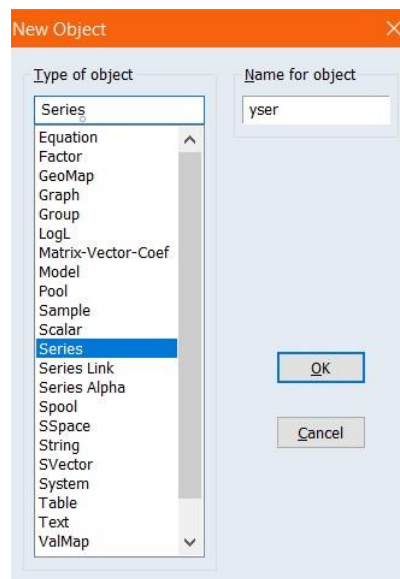 New Object
Type of object
Name for object
Series
yser
Equation
Factor
GeoMap
Graph
Group
LogL
Matrix-Vector-Coef
Model
Pool
Sample
Scalar
Series
Series Link
Series Alpha
Spool
SSpace
String
SVector
System
Table
Text
ValMap
OK
Cancel